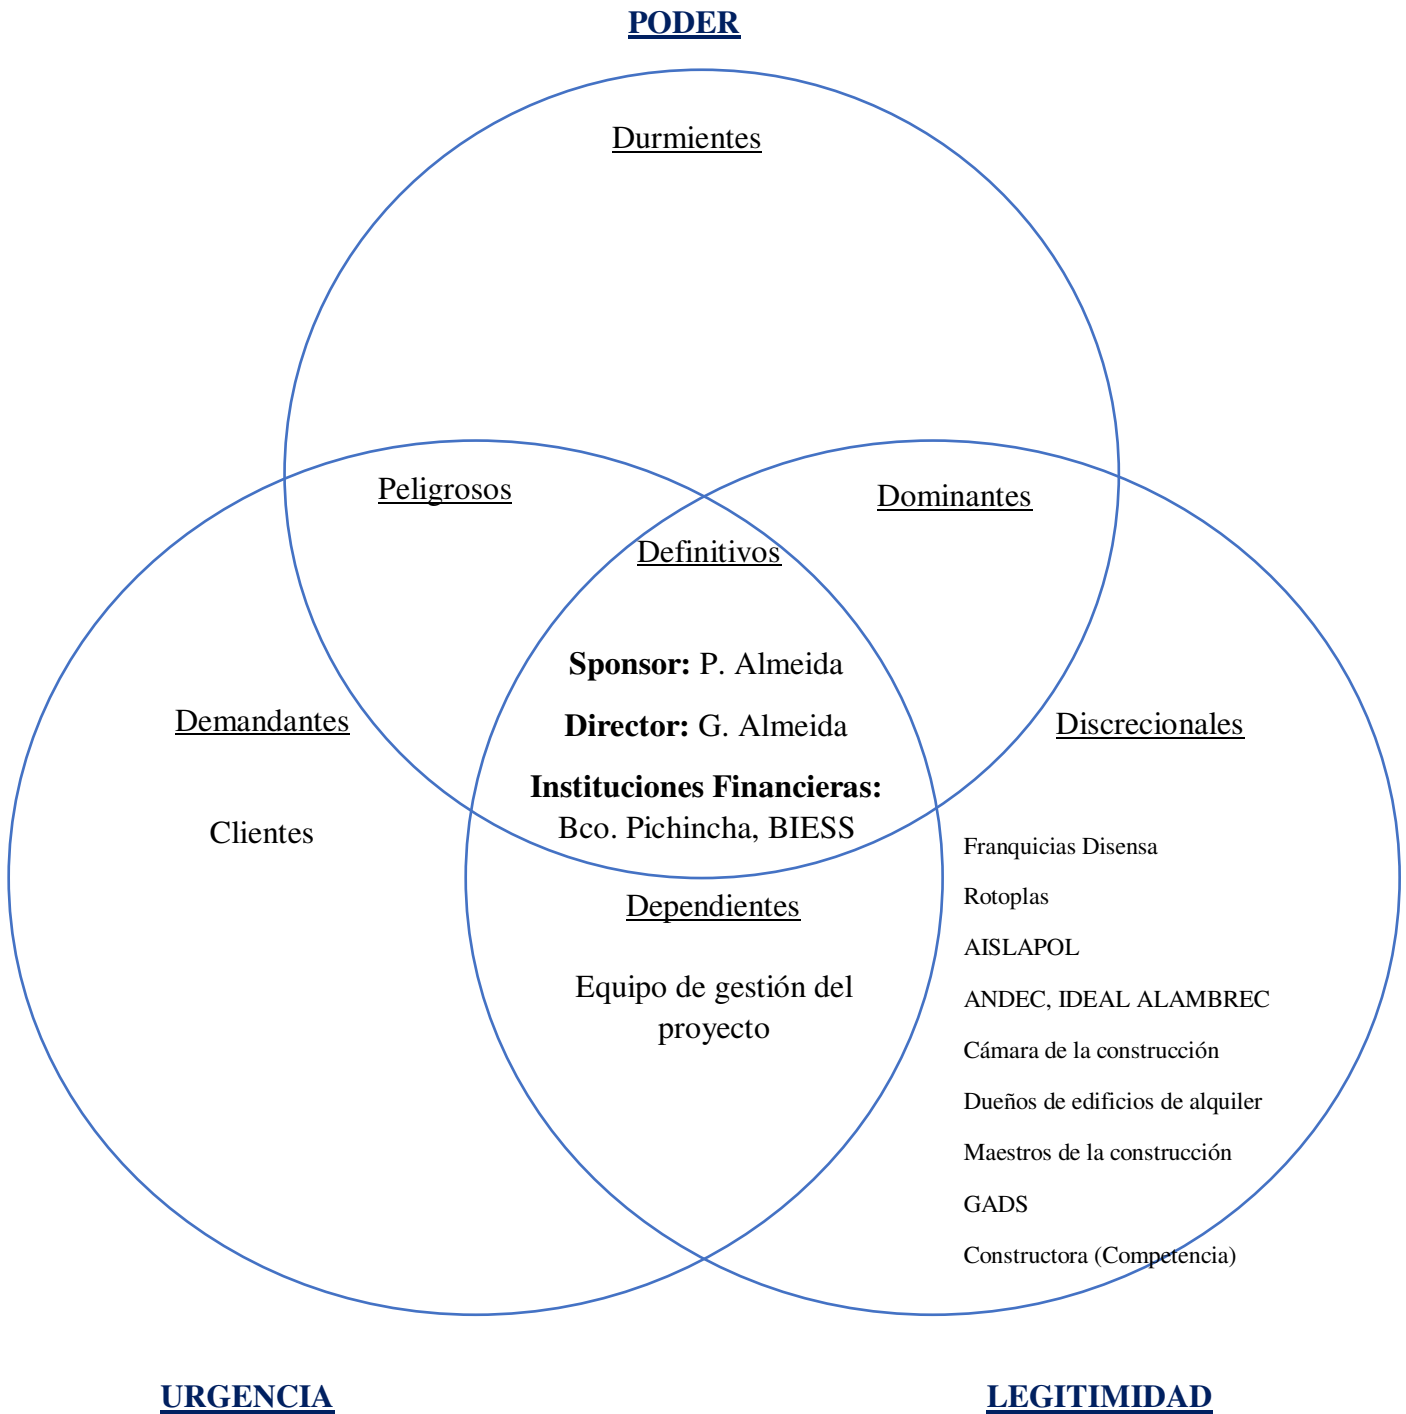 PODER
Durmientes
Peligrosos
Dominantes
Definitivos
Sponsor: P. Almeida
Director: G. Almeida
Instituciones Financieras:
Bco. Pichincha, BIESS
Demandantes
Clientes
Discrecionales
Franquicias Disensa
Rotoplas
AISLAPOL
ANDEC, IDEAL ALAMBREC
Cámara de la construcción
Dueños de edificios de alquiler
Maestros de la construcción
GADS
Constructora (Competencia)
Dependientes
Equipo de gestión del
proyecto
URGENCIA
LEGITIMIDAD